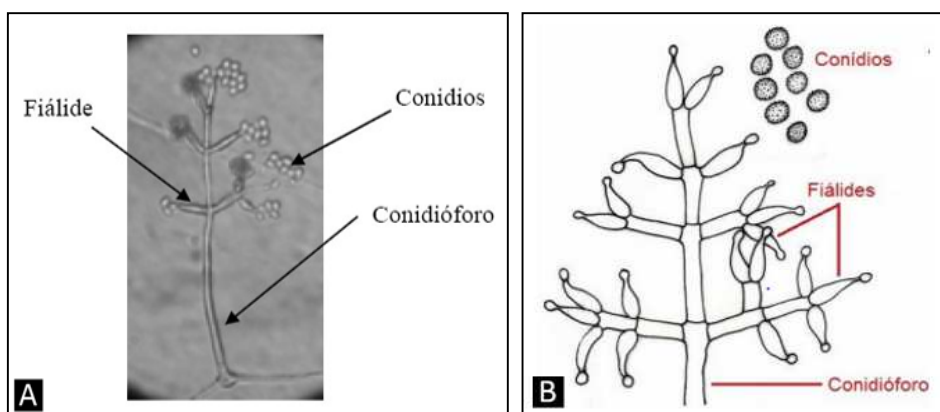 Fiálide
Conidios
Conidióforo
A
Conídios
Fiálides
Conidióforo
B